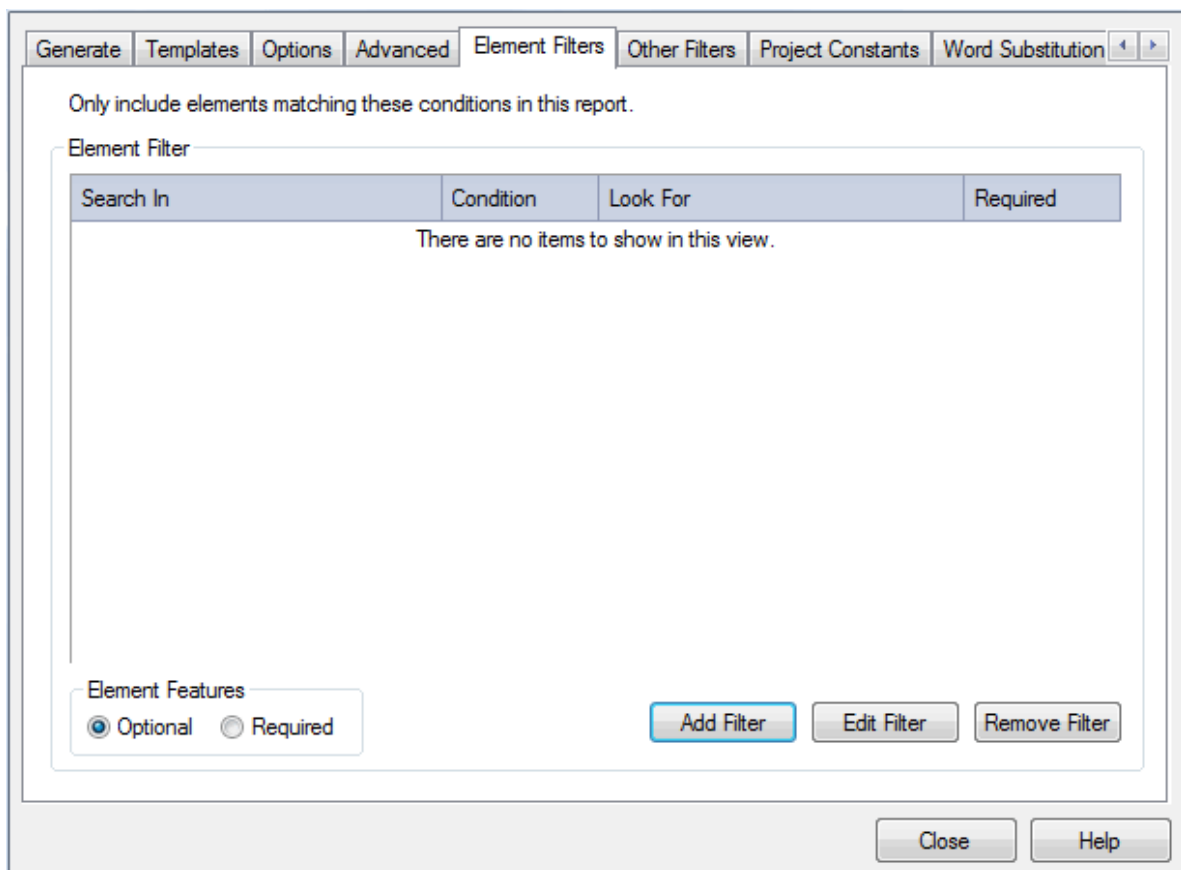 Generate Templates Options Advanced Element Filters Other Filters Project Constants Word Substitution
Only include elements matching these conditions in this report.
Element Filter
Search In Condition Look For Required
There are no items to show in this view.
Element Features
Optional Required Add Filter Edit Filter Remove Filter
Close Help